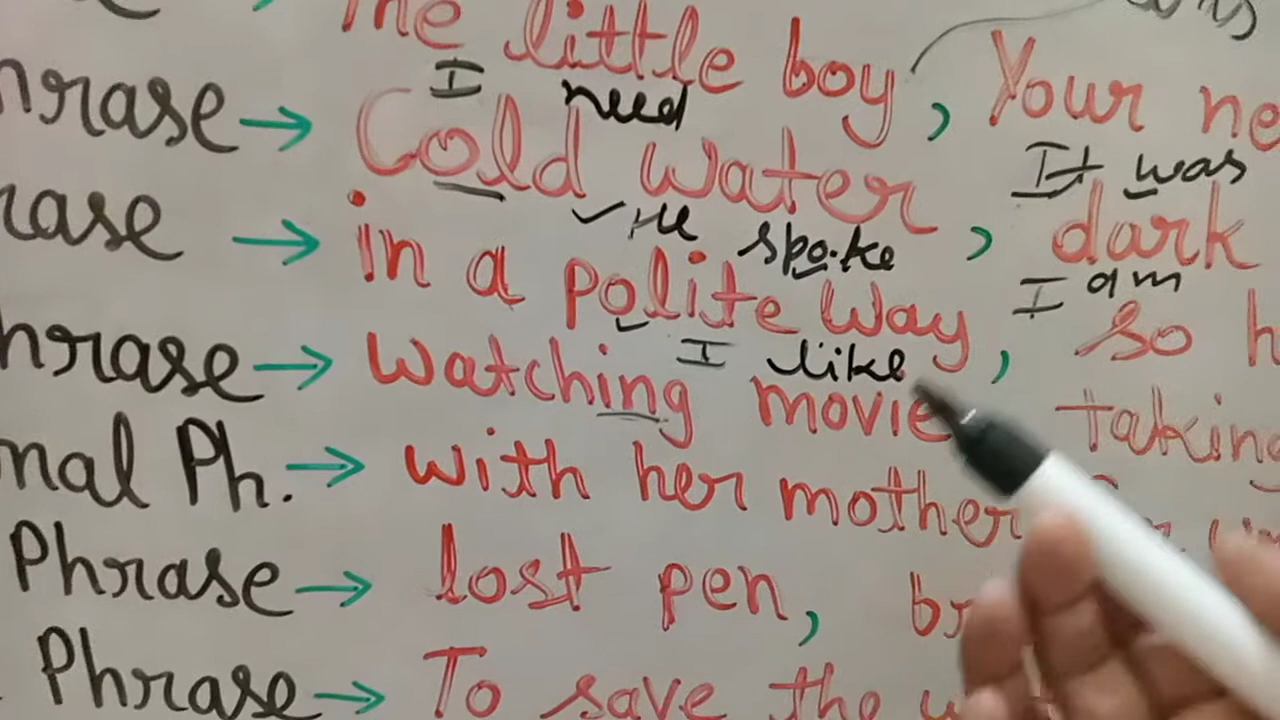 The little boy, Your ne
I need It was
hrase → Cold water, dark
He spoke I am
rase → in a polite way, so h
I like
hrase → watching movie taking
nal Ph. → with her mother
Phrase → lost pen, br
Phrase → To save the w